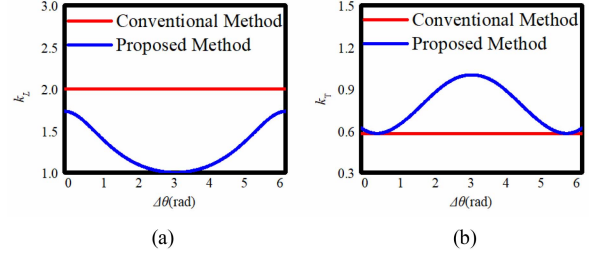 3.0
2.5
2.0
1.5
1.0
k_L
Conventional Method
Proposed Method
0 1 2 3 4 5 6
Δθ(rad)
(a)
1.5
1.2
0.9
0.6
0.3
k_T
Conventional Method
Proposed Method
0 1 2 3 4 5 6
Δθ(rad)
(b)